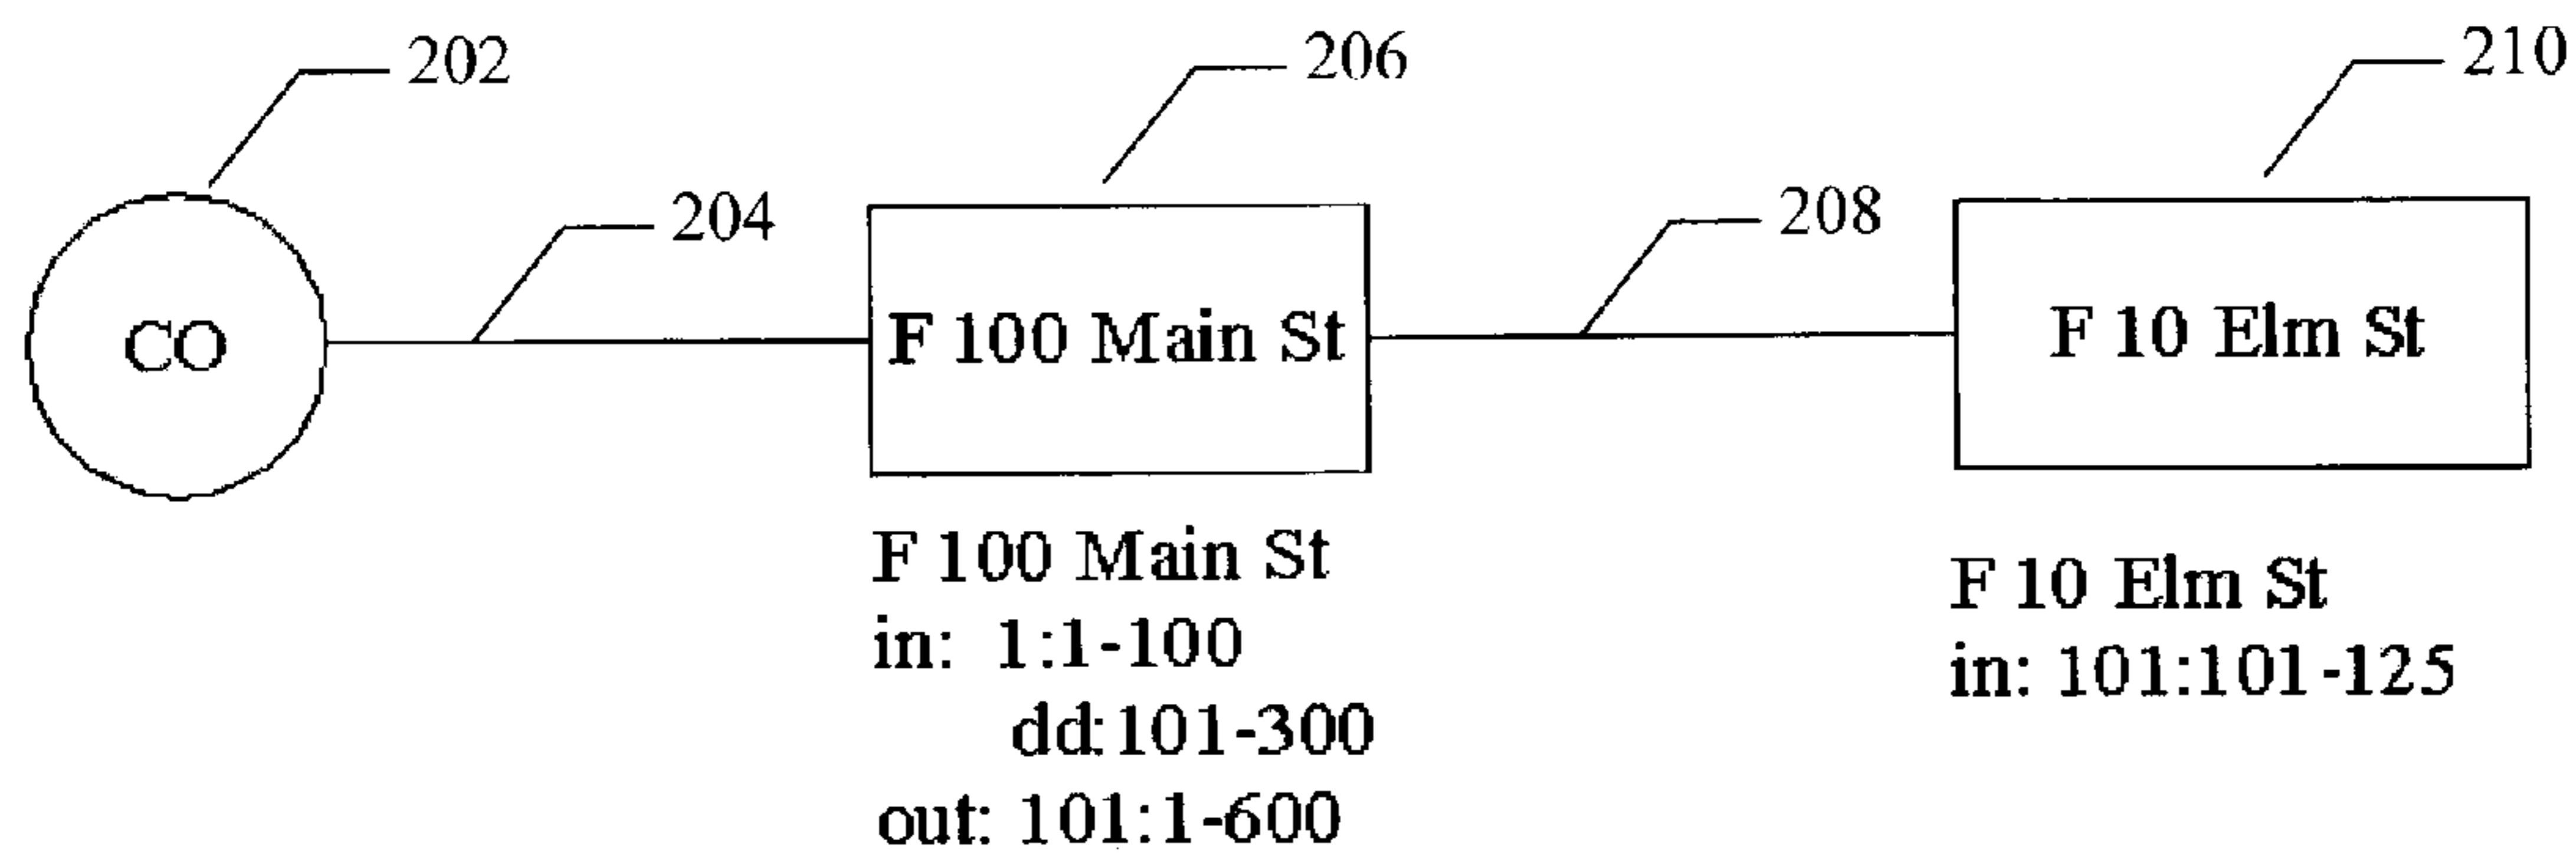 202
206
210
204
208
CO
F 100 Main St
F 10 Elm St
F 100 Main St
in: 1:1-100
dd:101-300
out: 101:1-600
F 10 Elm St
in: 101:101-125